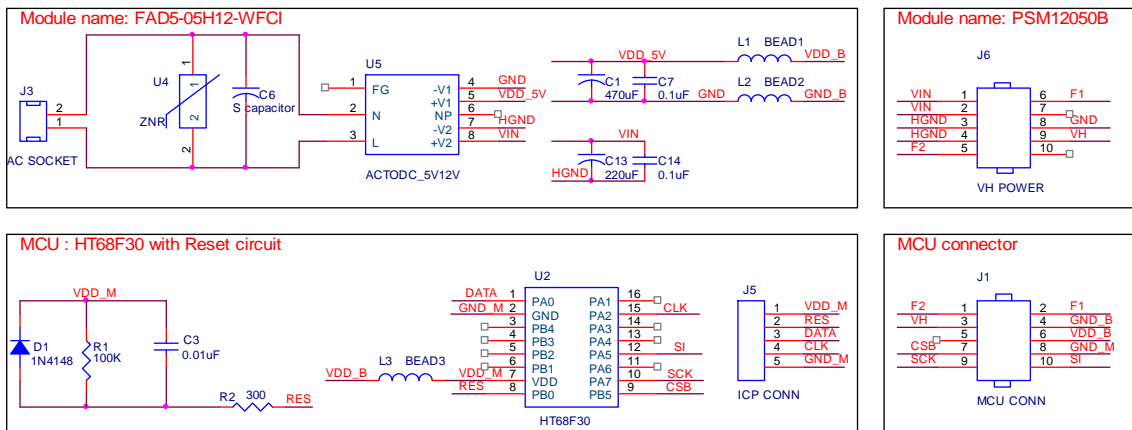 Module name: FAD5-05H12-WFCI
J3
2
1
AC SOCKET
U4
1
1
2
2
ZNR
C6
S capacitor
U5
1 FG -V1 4 GND
2 N +V1 5 VDD_5V
NP 6
-V2 7 HGND
3 L +V2 8 VIN
ACTODC_5V12V
VDD_5V
C1
470uF
C7
0.1uF
GND
L1 BEAD1
VDD_B
L2 BEAD2
GND_B
VIN
C13
220uF
C14
0.1uF
HGND
Module name: PSM12050B
J6
VIN 1 6 F1
VIN 2 7
HGND 3 8 GND
HGND 4 9 VH
F2 5 10
VH POWER
MCU : HT68F30 with Reset circuit
VDD_M
D1
1N4148
R1
100K
C3
0.01uF
R2 300 RES
VDD_B
L3 BEAD3
U2
DATA 1 PA0 PA1 16
GND_M 2 GND PA2 15 CLK
3 PB4 PA3 14
4 PB3 PA4 13
5 PB2 PA5 12 SI
6 PB1 PA6 11
VDD_M 7 VDD PA7 10 SCK
RES 8 PB0 PB5 9 CSB
HT68F30
J5
1 VDD_M
2 RES
3 DATA
4 CLK
5 GND_M
ICP CONN
MCU connector
J1
F2 1 2 F1
VH 3 4 GND_B
5 6 VDD_B
CSB 7 8 GND_M
SCK 9 10 SI
MCU CONN